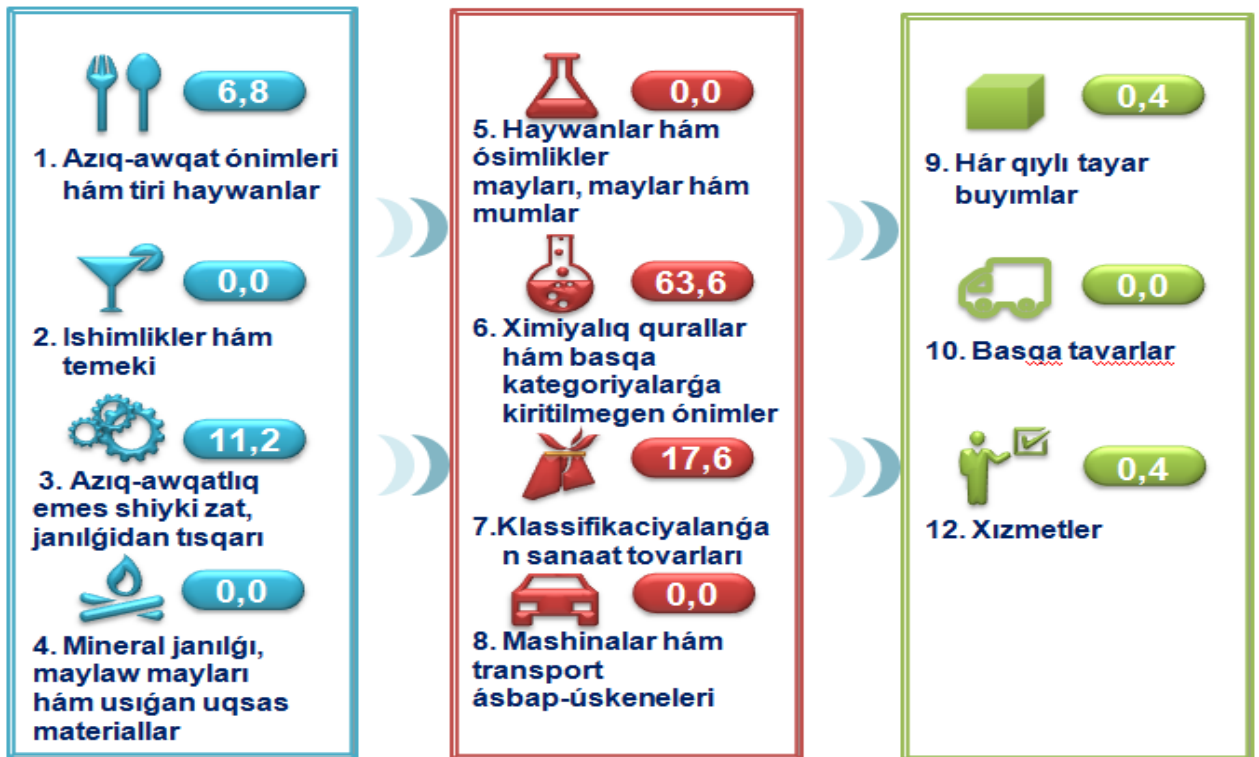 6,8
1. Azıq-awqat ónimleri
hám tiri haywanlar
0,0
2. Ishimlikler hám
temeki
11,2
3. Azıq-awqatlıq
emes shiyki zat,
janılǵidan tısqarı
0,0
4. Mineral janılǵı,
maylaw mayları
hám usıǵan uqsas
materiallar
0,0
5. Haywanlar hám
ósimlikler
mayları, maylar hám
mumlar
63,6
6. Ximiyalıq qurallar
hám basqa
kategoriyalarǵa
kiritilmegen ónimler
17,6
7.Klassifikaciyalanǵa
n sanaat tovarları
0,0
8. Mashinalar hám
transport
ásbap-úskeneleri
0,4
9. Hár qıylı tayar
buyımlar
0,0
10. Basqa tavarlar
0,4
12. Xızmetler